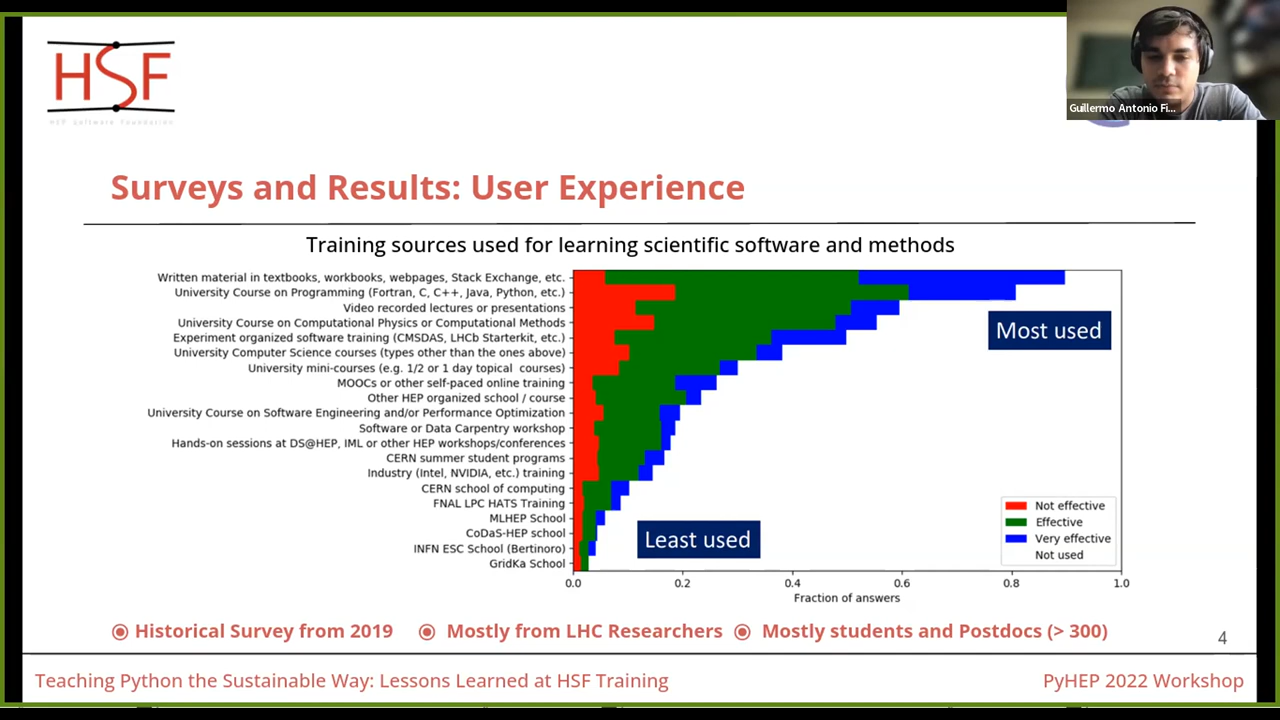 HSF
HEP Software Foundation
Guillermo Antonio Fi...
Surveys and Results: User Experience
Training sources used for learning scientific software and methods
Written material in textbooks, workbooks, webpages, Stack Exchange, etc.
University Course on Programming (Fortran, C, C++, Java, Python, etc.)
Video recorded lectures or presentations
University Course on Computational Physics or Computational Methods
Experiment organized software training (CMSDAS, LHCb Starterkit, etc.)
University Computer Science courses (types other than the ones above)
University mini-courses (e.g. 1/2 or 1 day topical courses)
MOOCs or other self-paced online training
Other HEP organized school / course
University Course on Software Engineering and/or Performance Optimization
Software or Data Carpentry workshop
Hands-on sessions at DS@HEP, IML or other HEP workshops/conferences
CERN summer student programs
Industry (Intel, NVIDIA, etc.) training
CERN school of computing
FNAL LPC HATS Training
MLHEP School
CoDaS-HEP school
INFN ESC School (Bertinoro)
GridKa School
Most used
Least used
Not effective
Effective
Very effective
Not used
0.0 0.2 0.4 0.6 0.8 1.0
Fraction of answers
Historical Survey from 2019 Mostly from LHC Researchers Mostly students and Postdocs (> 300)
4
Teaching Python the Sustainable Way: Lessons Learned at HSF Training PyHEP 2022 Workshop